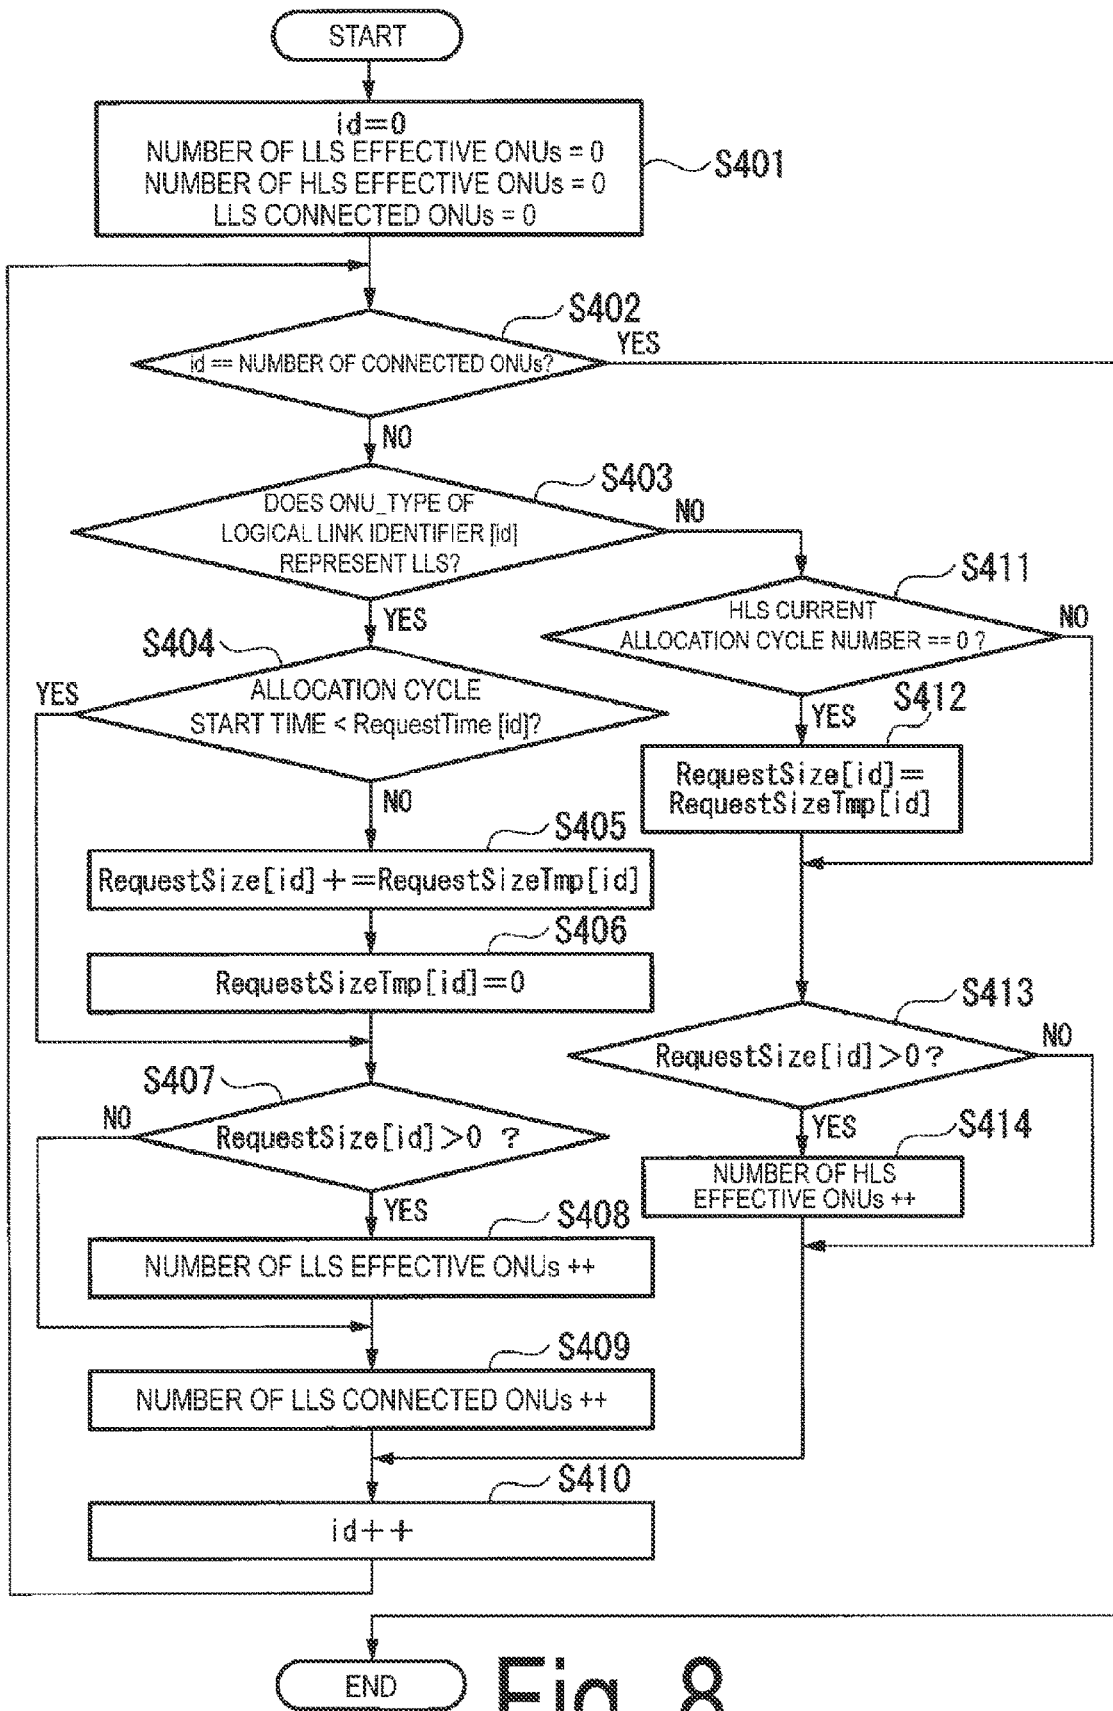 START
id=0
NUMBER OF LLS EFFECTIVE ONUs = 0
NUMBER OF HLS EFFECTIVE ONUs = 0
LLS CONNECTED ONUs = 0
S401
S402
id == NUMBER OF CONNECTED ONUs?
YES
NO
S403
DOES ONU_TYPE OF
LOGICAL LINK IDENTIFIER [id]
REPRESENT LLS?
NO
YES
S411
HLS CURRENT
ALLOCATION CYCLE NUMBER == 0 ?
NO
YES
S404
ALLOCATION CYCLE
START TIME < RequestTime [id]?
YES
NO
S412
RequestSize[id]=
RequestSizeTmp[id]
S405
RequestSize[id]+=RequestSizeTmp[id]
S406
RequestSizeTmp[id]=0
S413
RequestSize[id]>0?
NO
YES
S407
RequestSize[id]>0 ?
NO
YES
S414
NUMBER OF HLS
EFFECTIVE ONUs ++
S408
NUMBER OF LLS EFFECTIVE ONUs ++
S409
NUMBER OF LLS CONNECTED ONUs ++
S410
id++
END
Fig. 8